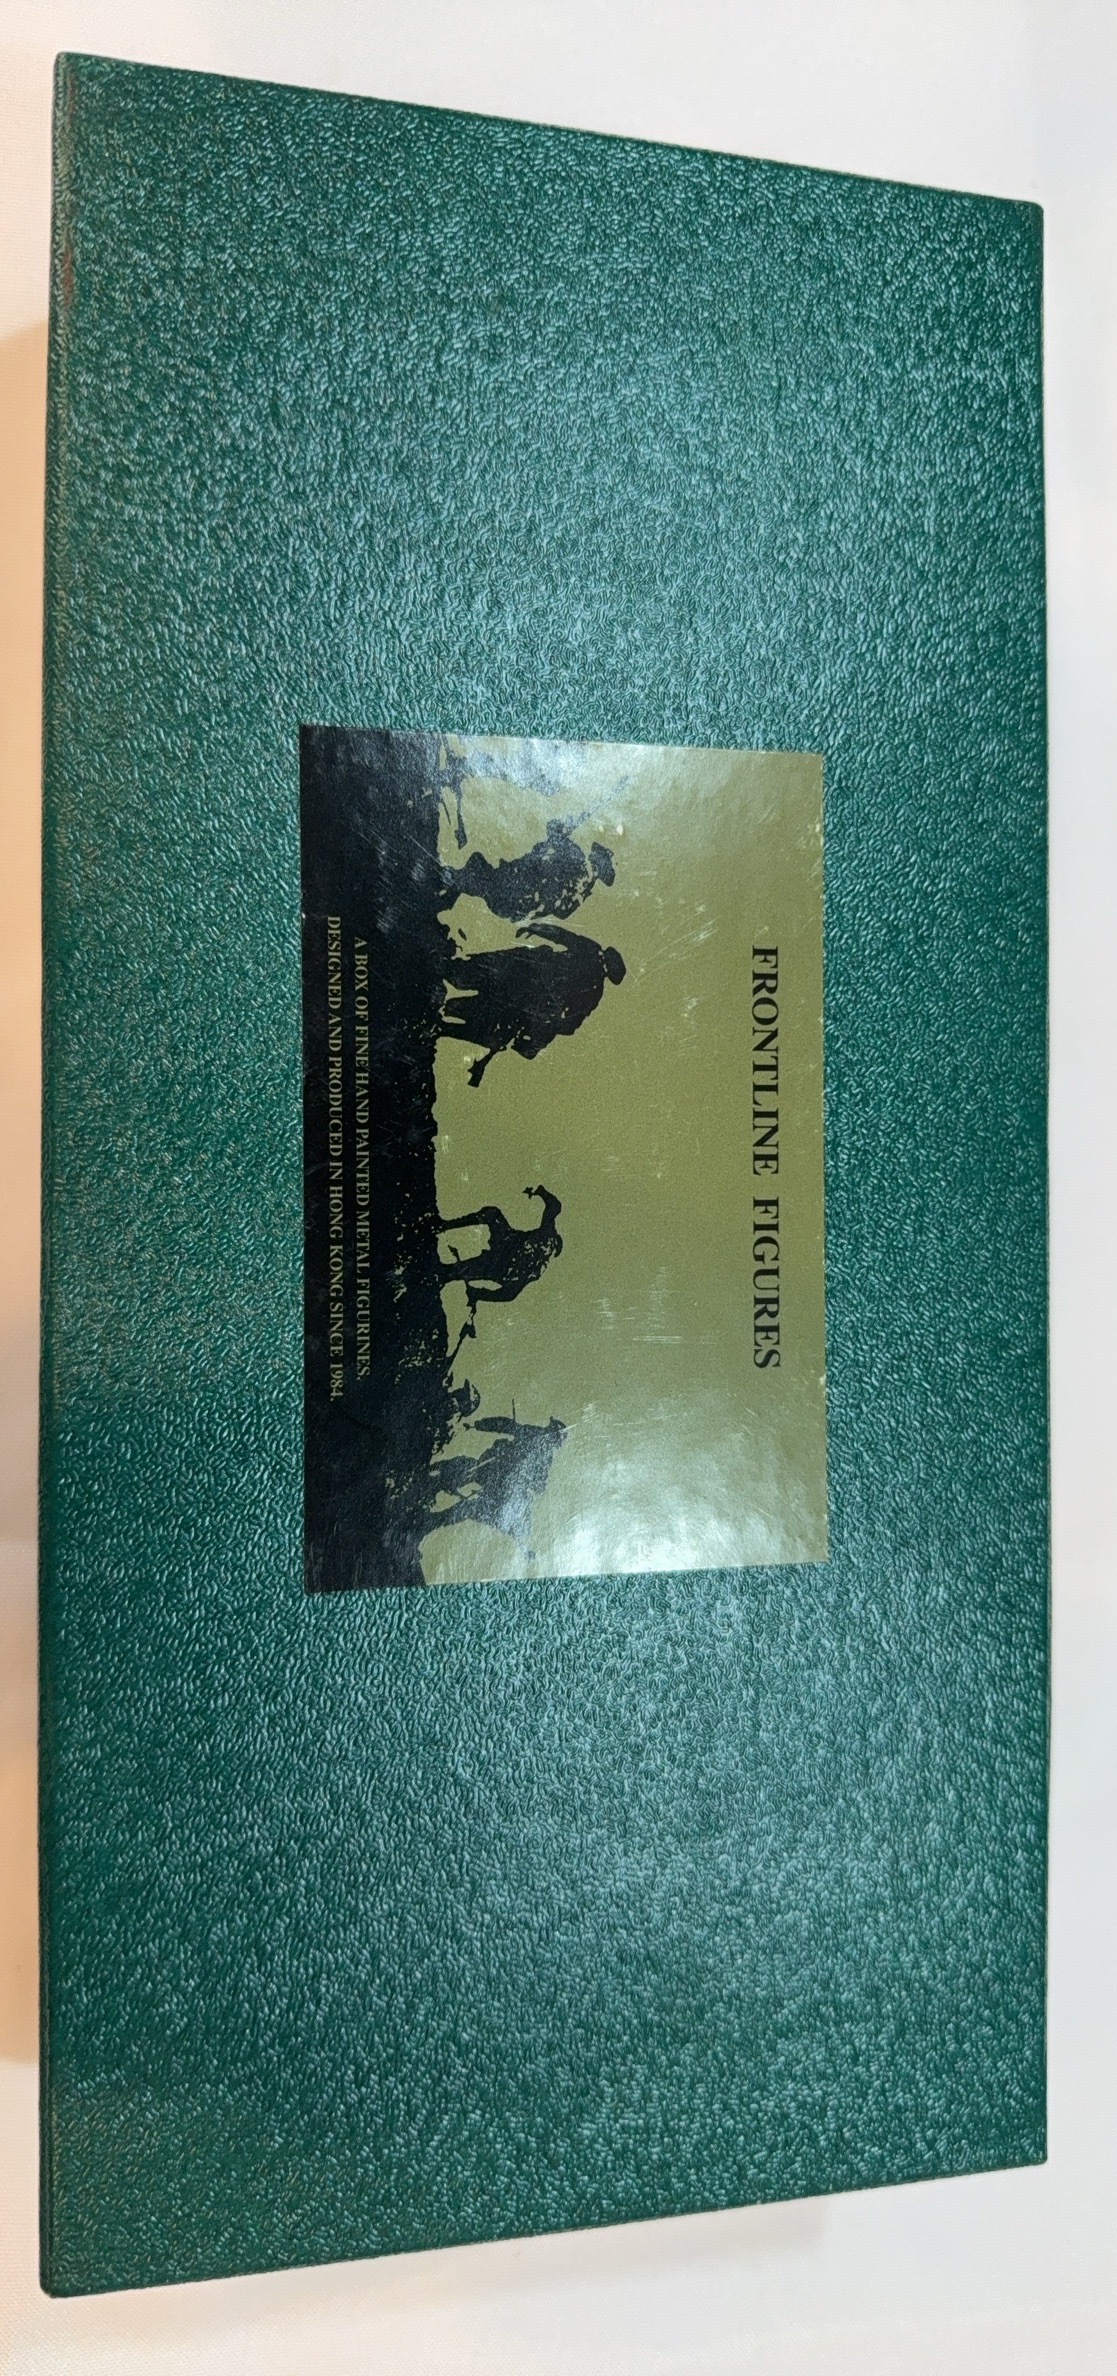 FRONTLINE FIGURES
A BOX OF FINE HAND PAINTED METAL FIGURINES.
DESIGNED AND PRODUCED IN HONG KONG SINCE 1984.